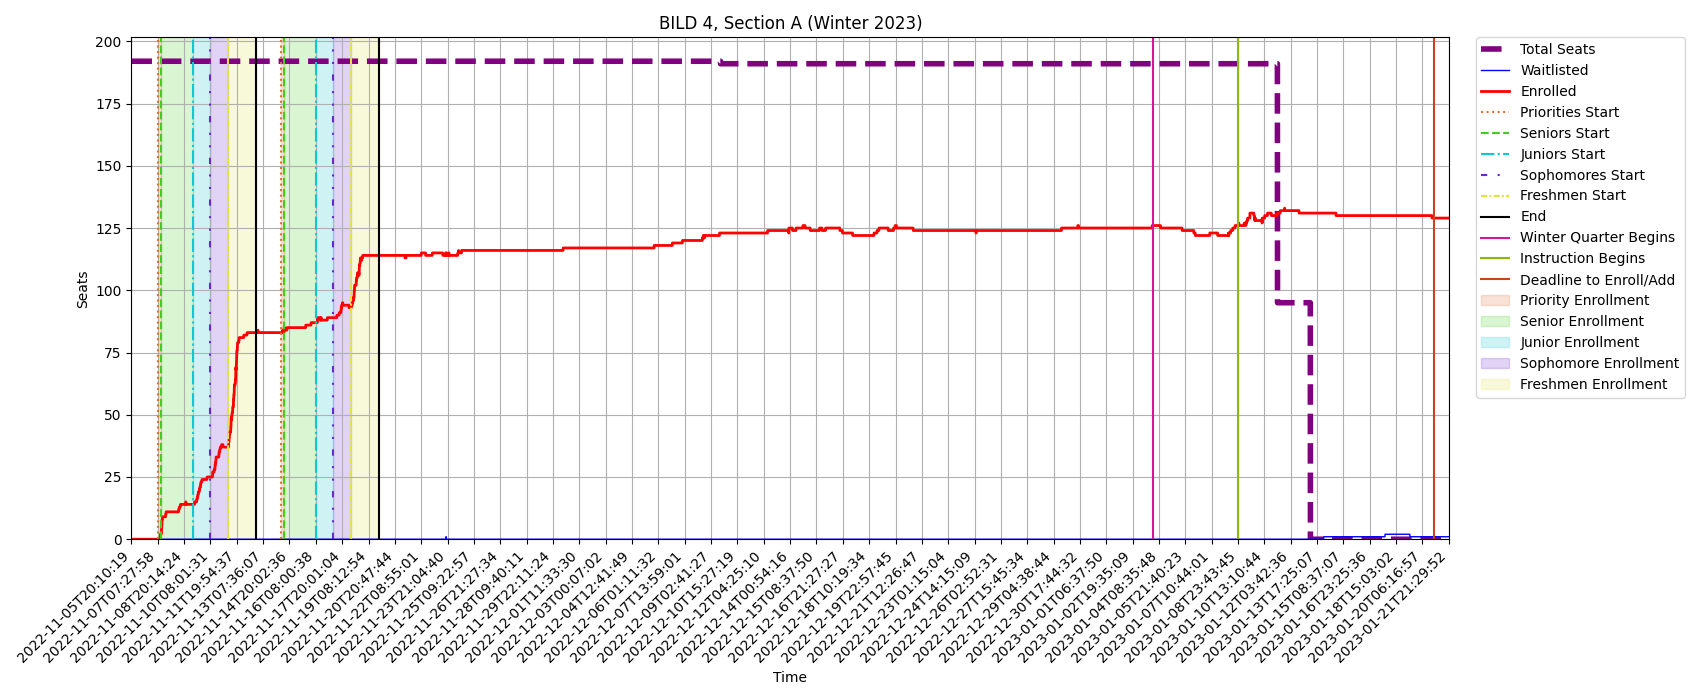 BILD 4, Section A (Winter 2023)
Seats
200
175
150
125
100
75
50
25
0
2022-11-05T20:10:19
2022-11-07T07:27:58
2022-11-08T20:14:24
2022-11-10T08:01:31
2022-11-11T19:54:37
2022-11-13T07:36:07
2022-11-14T20:02:36
2022-11-16T08:00:38
2022-11-17T20:01:04
2022-11-19T08:12:54
2022-11-20T20:47:44
2022-11-22T08:55:01
2022-11-23T21:04:40
2022-11-25T09:22:57
2022-11-26T21:27:34
2022-11-28T09:40:11
2022-11-29T22:11:24
2022-12-01T11:33:30
2022-12-03T00:07:02
2022-12-04T12:41:49
2022-12-06T01:11:32
2022-12-07T13:59:01
2022-12-09T02:41:27
2022-12-10T15:27:19
2022-12-12T04:25:10
2022-12-14T00:54:16
2022-12-15T08:37:50
2022-12-16T21:27:27
2022-12-18T10:19:34
2022-12-19T22:57:45
2022-12-21T12:26:47
2022-12-23T01:15:04
2022-12-24T14:15:09
2022-12-26T02:52:31
2022-12-27T15:45:34
2022-12-29T04:38:44
2022-12-30T17:44:32
2023-01-01T06:37:50
2023-01-02T19:35:09
2023-01-04T08:35:48
2023-01-05T21:40:23
2023-01-07T10:44:01
2023-01-08T23:43:45
2023-01-10T13:10:44
2023-01-12T03:42:36
2023-01-13T17:25:07
2023-01-15T08:37:07
2023-01-16T23:25:36
2023-01-18T15:03:02
2023-01-20T06:16:57
2023-01-21T21:29:52
Time
Total Seats
Waitlisted
Enrolled
Priorities Start
Seniors Start
Juniors Start
Sophomores Start
Freshmen Start
End
Winter Quarter Begins
Instruction Begins
Deadline to Enroll/Add
Priority Enrollment
Senior Enrollment
Junior Enrollment
Sophomore Enrollment
Freshmen Enrollment